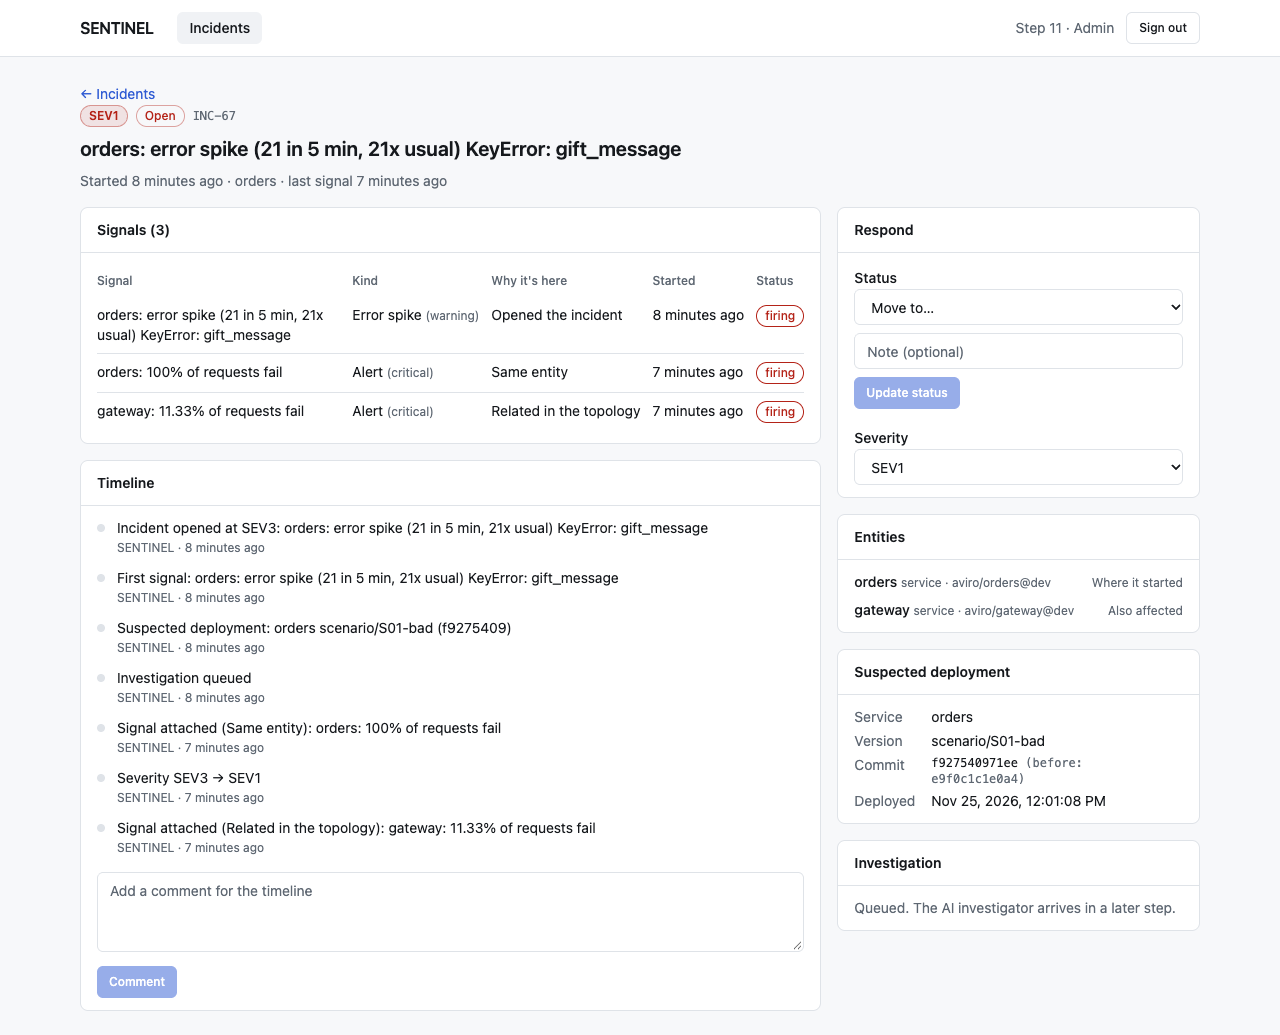 SENTINEL
Incidents
Step 11 · Admin
Sign out
← Incidents
SEV1
Open
INC-67
orders: error spike (21 in 5 min, 21x usual) KeyError: gift_message
Started 8 minutes ago · orders · last signal 7 minutes ago
Signals (3)
Signal
Kind
Why it's here
Started
Status
orders: error spike (21 in 5 min, 21x
usual) KeyError: gift_message
Error spike (warning)
Opened the incident
8 minutes ago
firing
orders: 100% of requests fail
Alert (critical)
Same entity
7 minutes ago
firing
gateway: 11.33% of requests fail
Alert (critical)
Related in the topology
7 minutes ago
firing
Timeline
Incident opened at SEV3: orders: error spike (21 in 5 min, 21x usual) KeyError: gift_message
SENTINEL · 8 minutes ago
First signal: orders: error spike (21 in 5 min, 21x usual) KeyError: gift_message
SENTINEL · 8 minutes ago
Suspected deployment: orders scenario/S01-bad (f9275409)
SENTINEL · 8 minutes ago
Investigation queued
SENTINEL · 8 minutes ago
Signal attached (Same entity): orders: 100% of requests fail
SENTINEL · 7 minutes ago
Severity SEV3 → SEV1
SENTINEL · 7 minutes ago
Signal attached (Related in the topology): gateway: 11.33% of requests fail
SENTINEL · 7 minutes ago
Add a comment for the timeline
Comment
Respond
Status
Move to...
Note (optional)
Update status
Severity
SEV1
Entities
orders service · aviro/orders@dev
Where it started
gateway service · aviro/gateway@dev
Also affected
Suspected deployment
Service
orders
Version
scenario/S01-bad
Commit
f927540971ee (before:
e9f0c1c1e0a4)
Deployed
Nov 25, 2026, 12:01:08 PM
Investigation
Queued. The AI investigator arrives in a later step.